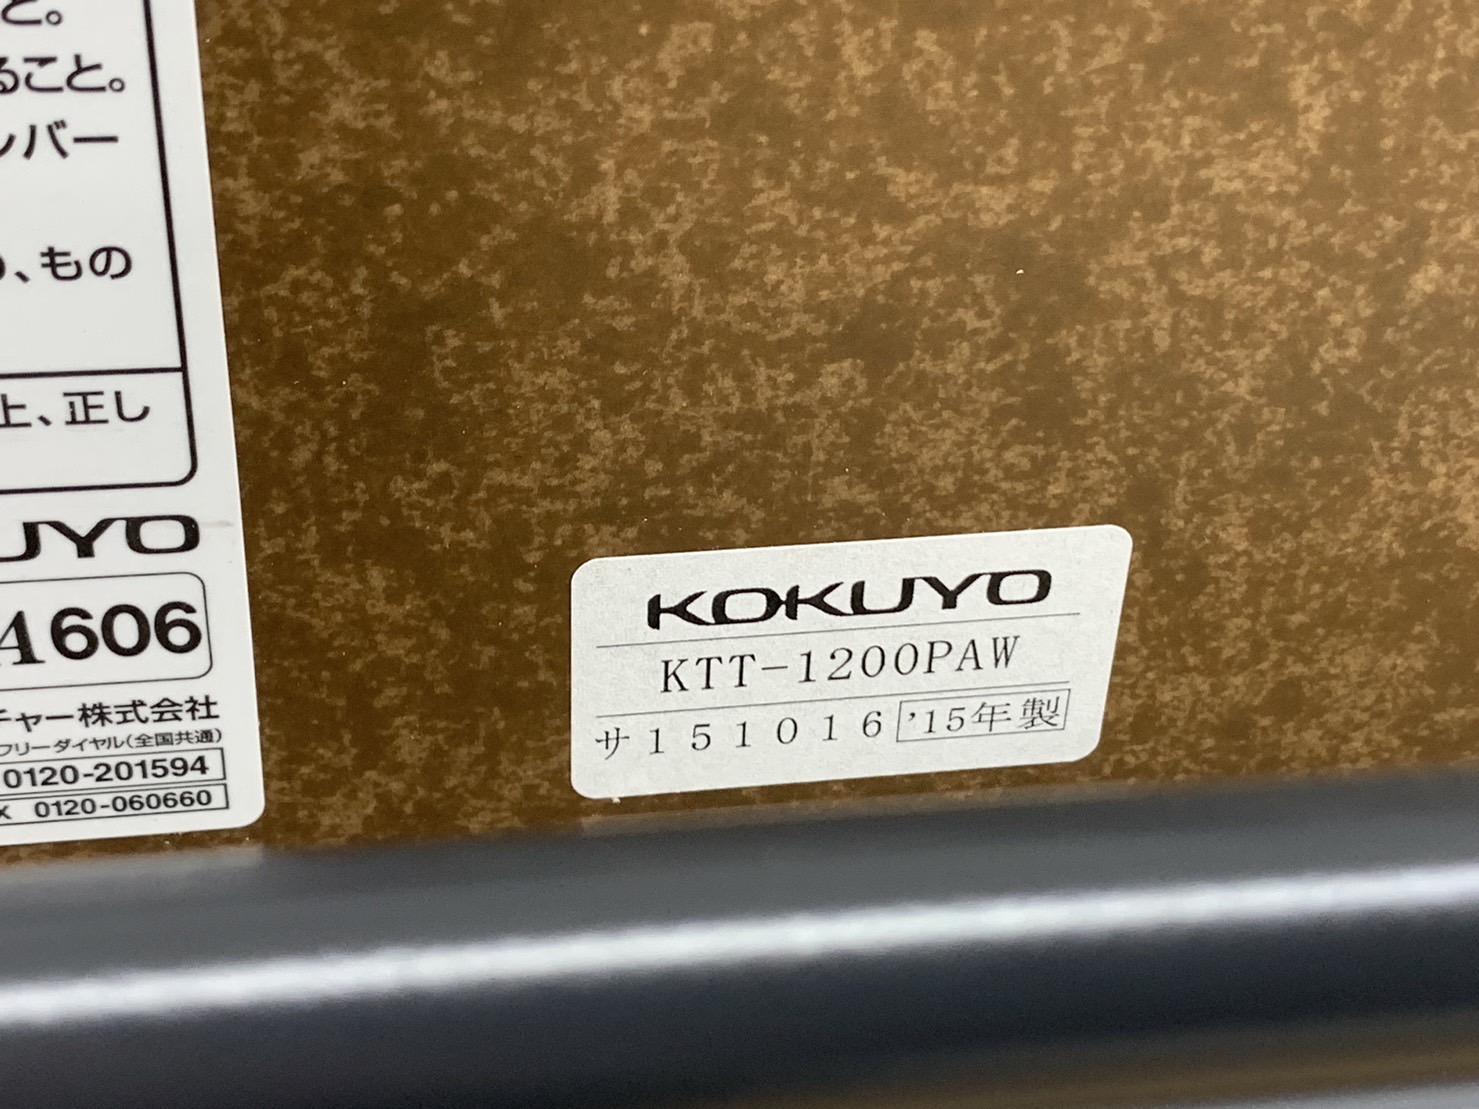 と。
ること。
バー
、もの
上、正し
UYO
A606
チャー株式会社
フリーダイヤル(全国共通)
0120-201594
x 0120-060660
KOKUYO
KTT-1200PAW
サ151016 '15年製